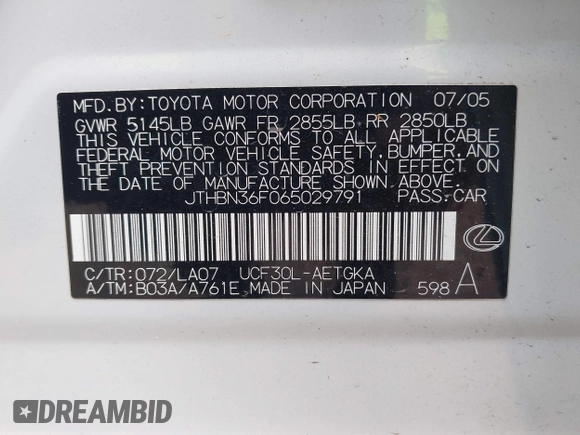 MFD.BY:TOYOTA MOTOR CORPORATION 07/05
GVWR 5145LB GAWR FR 2855LB RR 2850LB
THIS VEHICLE CONFORMS TO ALL APPLICABLE
FEDERAL MOTOR VEHICLE SAFETY,BUMPER,AND
THEFT PREVENTION STANDARDS IN EFFECT ON
THE DATE OF MANUFACTURE SHOWN ABOVE.
JTHBN36F065029791 PASS.CAR
C/TR:072/LA07 UCF30L-AETGKA
A/TM:B03A/A761E MADE IN JAPAN 598 A
DREAMBID